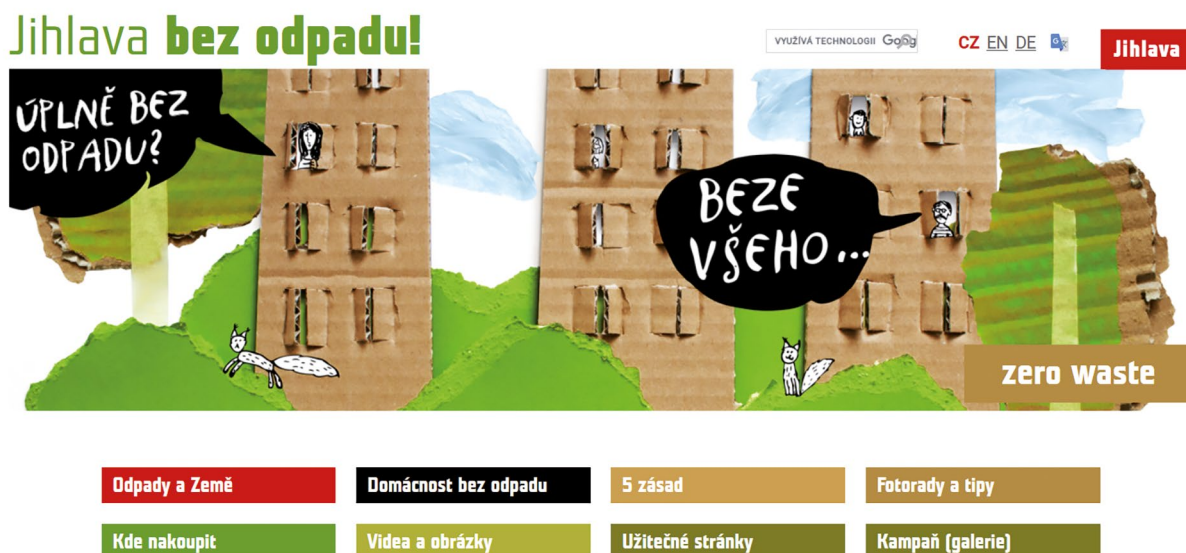 Jihlava bez odpadu!
VYUŽÍVÁ TECHNOLOGII
CZ EN DE
Jihlava
ÚPLNĚ BEZ
ODPADU?
BEZE
VŠEHO...
zero waste
Odpady a Země
Domácnost bez odpadu
5 zásad
Fotorady a tipy
Kde nakoupit
Videa a obrázky
Užitečné stránky
Kampaň (galerie)